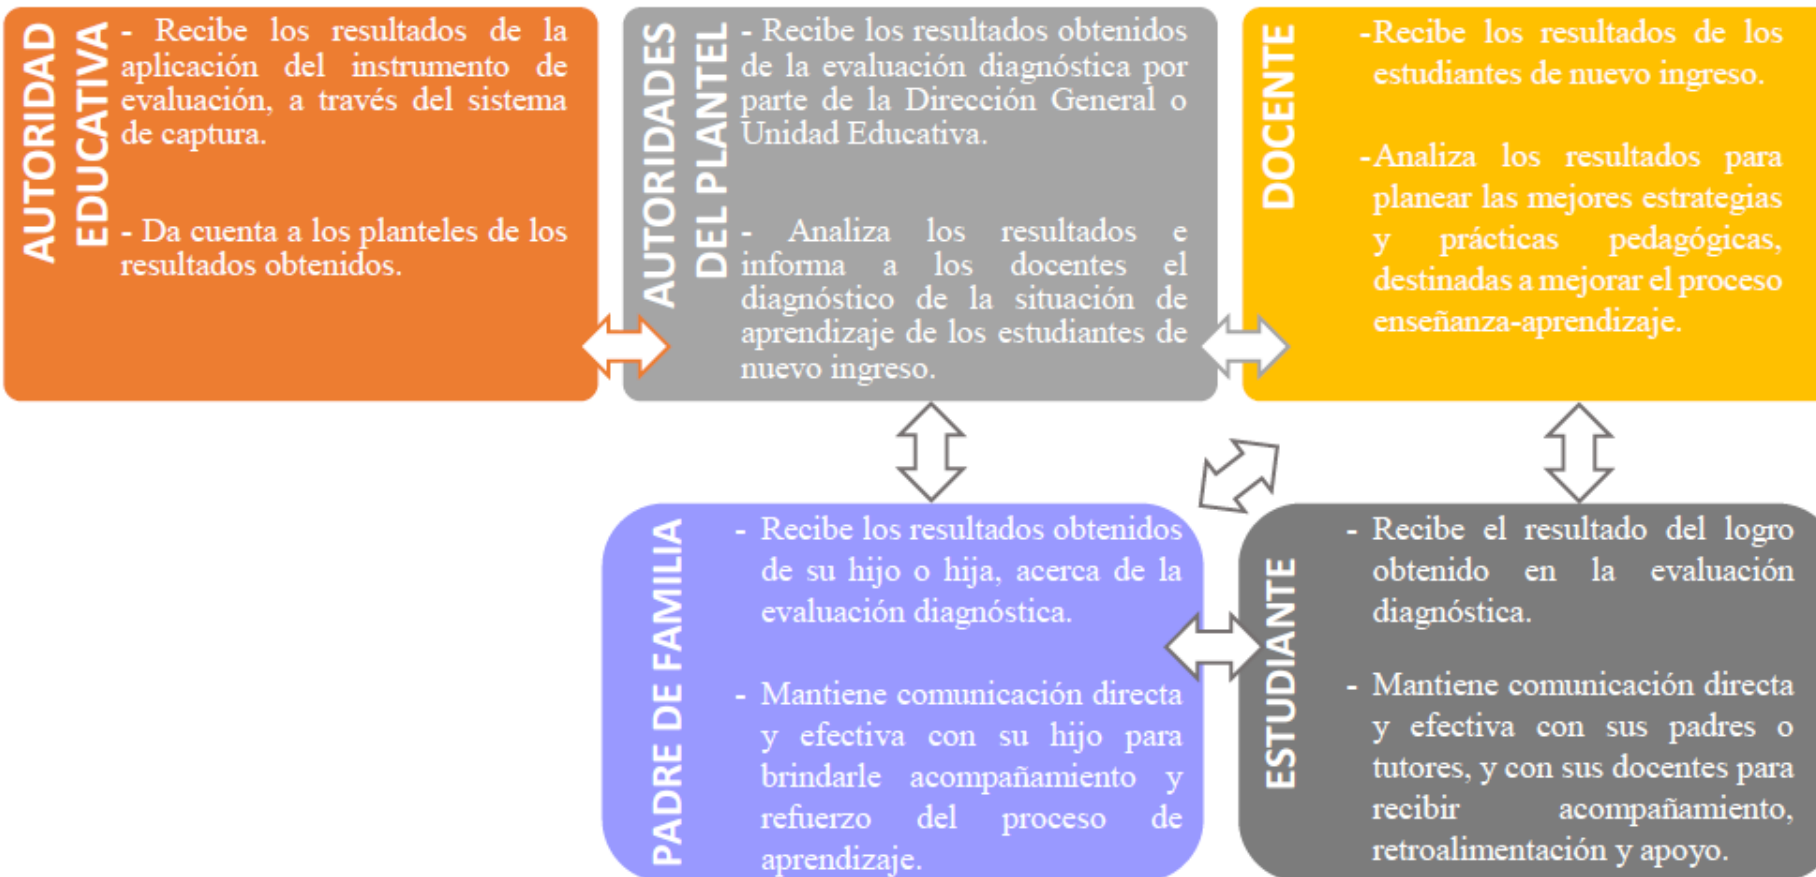 AUTORIDAD
EDUCATIVA
- Recibe los resultados de la
aplicación del instrumento de
evaluación, a través del sistema
de captura.
- Da cuenta a los planteles de los
resultados obtenidos.
AUTORIDADES
DEL PLANTEL
- Recibe los resultados obtenidos
de la evaluación diagnóstica por
parte de la Dirección General o
Unidad Educativa.
- Analiza los resultados e
informa a los docentes el
diagnóstico de la situación de
aprendizaje de los estudiantes de
nuevo ingreso.
DOCENTE
-Recibe los resultados de los
estudiantes de nuevo ingreso.
-Analiza los resultados para
planear las mejores estrategias
y prácticas pedagógicas,
destinadas a mejorar el proceso
enseñanza-aprendizaje.
PADRE DE FAMILIA
- Recibe los resultados obtenidos
de su hijo o hija, acerca de la
evaluación diagnóstica.
- Mantiene comunicación directa
y efectiva con su hijo para
brindarle acompañamiento y
refuerzo del proceso de
aprendizaje.
ESTUDIANTE
- Recibe el resultado del logro
obtenido en la evaluación
diagnóstica.
- Mantiene comunicación directa
y efectiva con sus padres o
tutores, y con sus docentes para
recibir acompañamiento,
retroalimentación y apoyo.